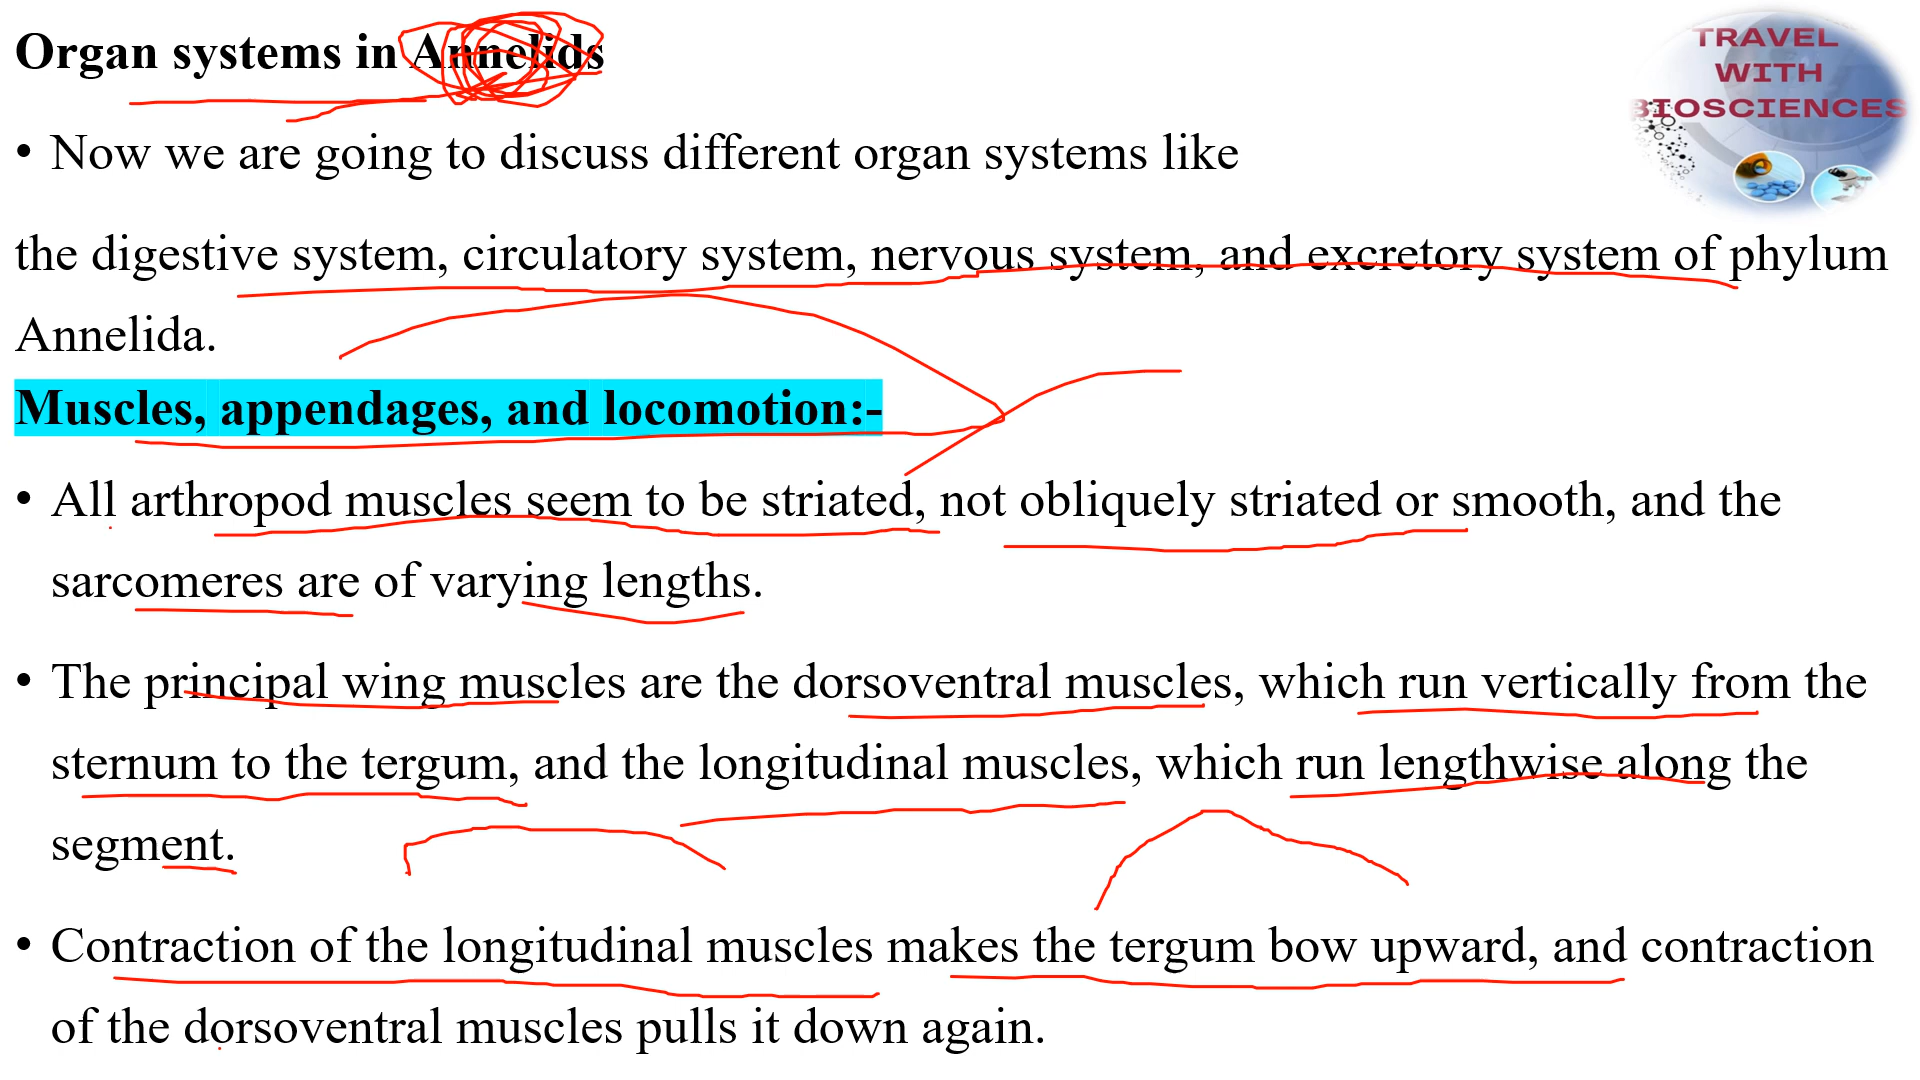 Organ systems in Annelids
TRAVEL
WITH
BIOSCIENCES
• Now we are going to discuss different organ systems like
the digestive system, circulatory system, nervous system, and excretory system of phylum
Annelida.
Muscles, appendages, and locomotion:-
• All arthropod muscles seem to be striated, not obliquely striated or smooth, and the
sarcomeres are of varying lengths.
• The principal wing muscles are the dorsoventral muscles, which run vertically from the
sternum to the tergum, and the longitudinal muscles, which run lengthwise along the
segment.
• Contraction of the longitudinal muscles makes the tergum bow upward, and contraction
of the dorsoventral muscles pulls it down again.